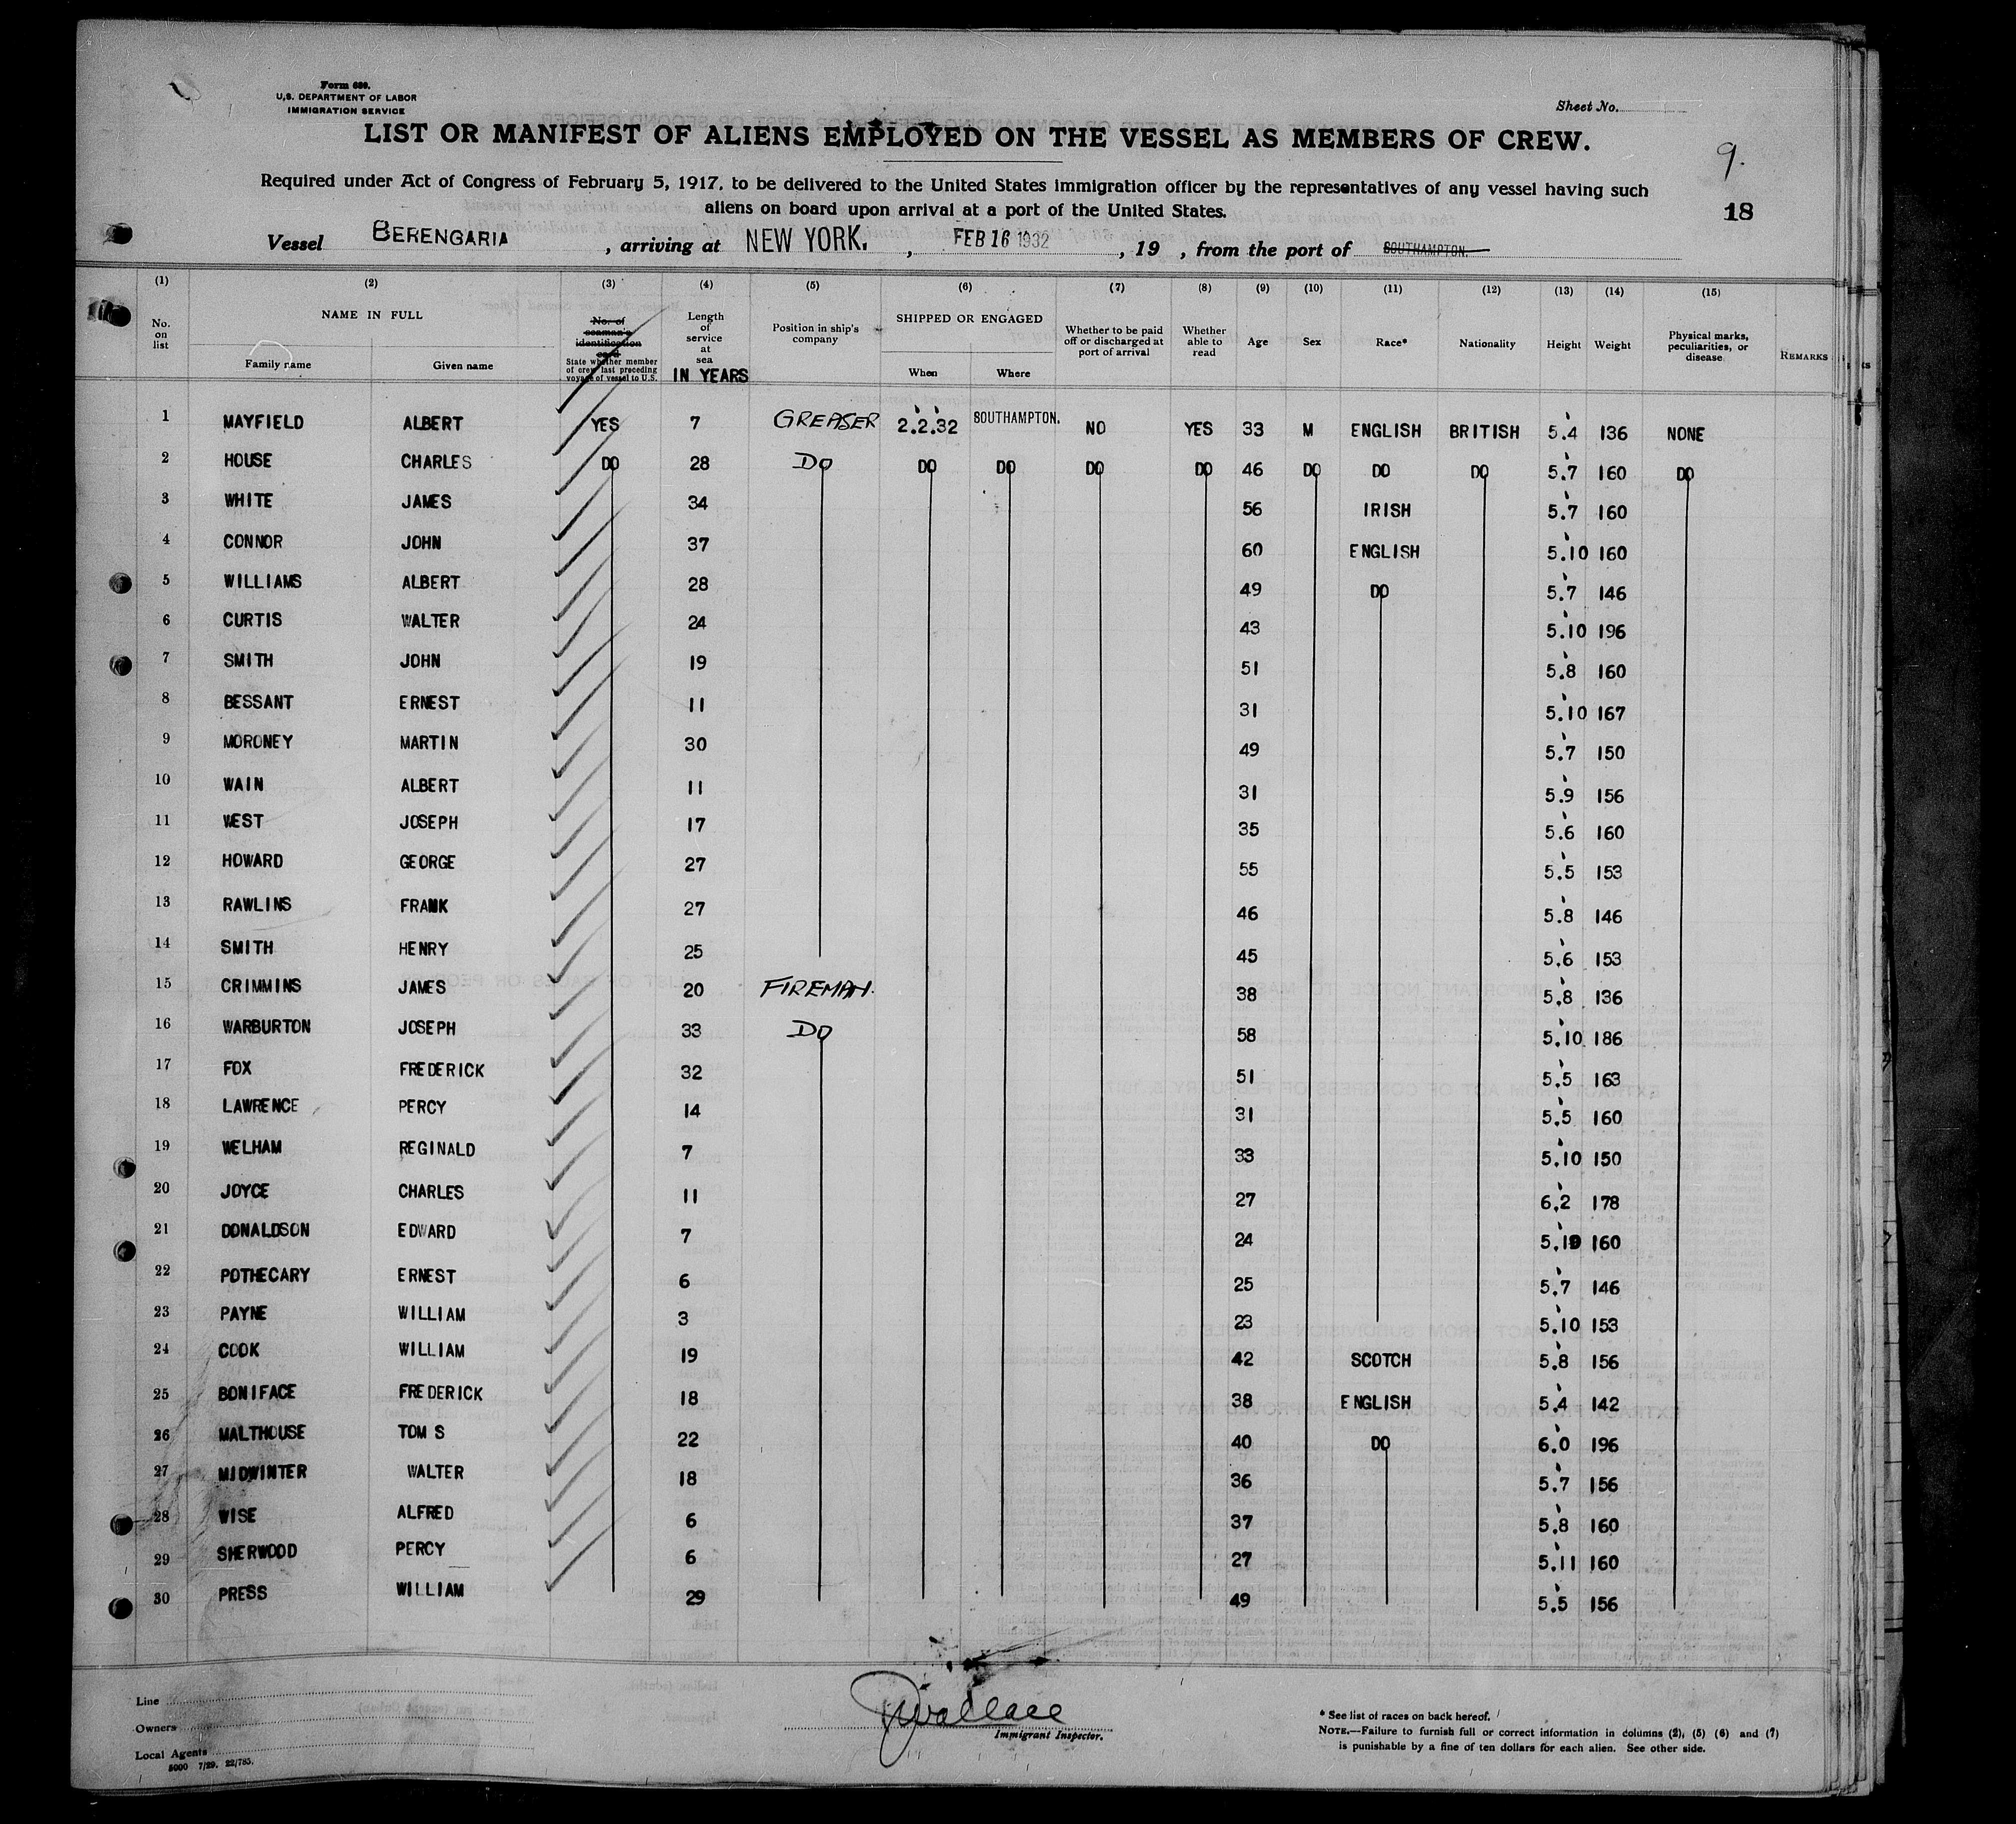 Form 680.
U.S. DEPARTMENT OF LABOR
IMMIGRATION SERVICE
Sheet No.
LIST OR MANIFEST OF ALIENS EMPLOYED ON THE VESSEL AS MEMBERS OF CREW.
9.
Required under Act of Congress of February 5, 1917, to be delivered to the United States immigration officer by the representatives of any vessel having such
aliens on board upon arrival at a port of the United States.
18
Vessel BERENGARIA, arriving at NEW YORK., FEB 16 1932, 19 , from the port of SOUTHAMPTON.
(1) (2) (3) (4) (5) (6) (7) (8) (9) (10) (11) (12) (13) (14) (15)
No. on list NAME IN FULL Family name Given name No. of seaman's identification card State whether member of crew last preceding voyage of vessel to U.S. Length of service at sea IN YEARS Position in ship's company SHIPPED OR ENGAGED When Where Whether to be paid off or discharged at port of arrival Whether able to read Age Sex Race* Nationality Height Weight Physical marks, peculiarities, or disease REMARKS
1 MAYFIELD ALBERT YES 7 GREASER 2.2.32 SOUTHAMPTON. NO YES 33 M ENGLISH BRITISH 5.4 136 NONE
2 HOUSE CHARLES DO 28 DO DO DO DO DO 46 DO DO DO 5.7 160 DO
3 WHITE JAMES 34 56 IRISH 5.7 160
4 CONNOR JOHN 37 60 ENGLISH 5.10 160
5 WILLIAMS ALBERT 28 49 DO 5.7 146
6 CURTIS WALTER 24 43 5.10 196
7 SMITH JOHN 19 51 5.8 160
8 BESSANT ERNEST 11 31 5.10 167
9 MORONEY MARTIN 30 49 5.7 150
10 WAIN ALBERT 11 31 5.9 156
11 WEST JOSEPH 17 35 5.6 160
12 HOWARD GEORGE 27 55 5.5 153
13 RAWLINS FRANK 27 46 5.8 146
14 SMITH HENRY 25 45 5.6 153
15 CRIMMINS JAMES 20 FIREMAN. 38 5.8 136
16 WARBURTON JOSEPH 33 DO 58 5.10 186
17 FOX FREDERICK 32 51 5.5 163
18 LAWRENCE PERCY 14 31 5.5 160
19 WELHAM REGINALD 7 33 5.10 150
20 JOYCE CHARLES 11 27 6.2 178
21 DONALDSON EDWARD 7 24 160
22 POTHECARY ERNEST 6 25 5.7 146
23 PAYNE WILLIAM 3 23 5.10 153
24 COOK WILLIAM 19 42 SCOTCH 5.8 156
25 BONIFACE FREDERICK 18 38 ENGLISH 5.4 142
26 MALTHOUSE TOM S 22 40 DO 6.0 196
27 MIDWINTER WALTER 18 36 5.7 156
28 WISE ALFRED 6 37 5.8 160
29 SHERWOOD PERCY 6 27 5.11 160
30 PRESS WILLIAM 29 49 5.5 156
Line
Owners
Local Agents
5000 7/29. 22/785.
Wallace
Immigrant Inspector.
* See list of races on back hereof.
NOTE.—Failure to furnish full or correct information in columns (2), (5) (6) and (7)
is punishable by a fine of ten dollars for each alien. See other side.